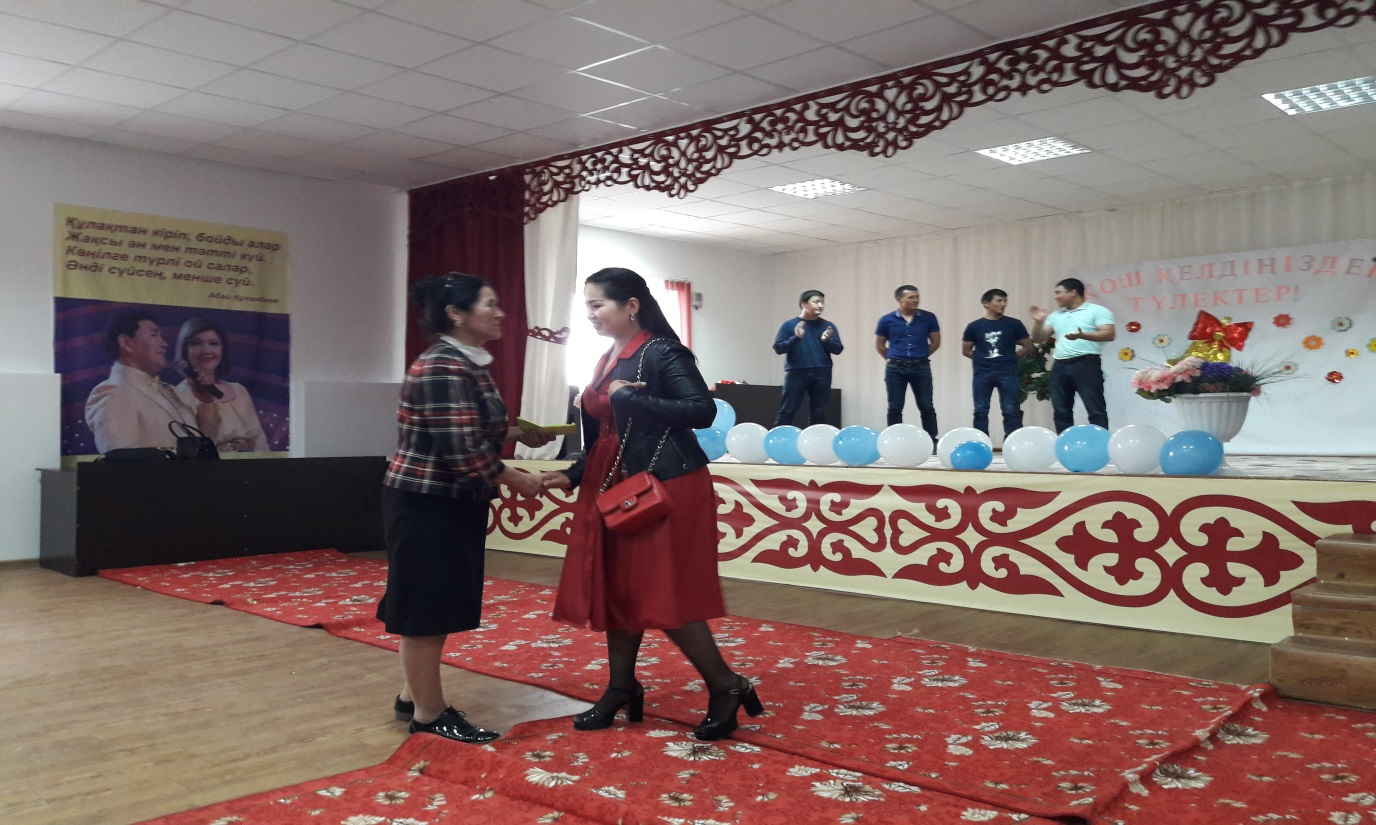 Құлақтан кіріп, бойды алар
Жақсы ән мен тәтті күй.
Көңілге түрлі ой салар,
Әнді сүйсең, менше сүй.
Абай Құнанбаев
ҚОШ КЕЛДІҢІЗДЕР
ТҮЛЕКТЕР!